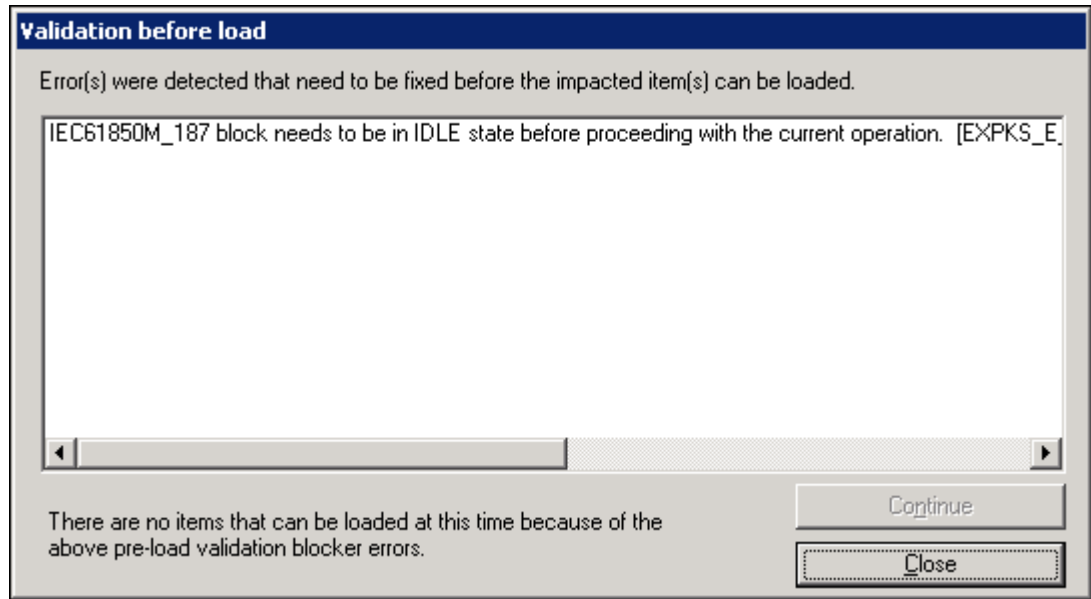 Validation before load
Error(s) were detected that need to be fixed before the impacted item(s) can be loaded.
IEC61850M_187 block needs to be in IDLE state before proceeding with the current operation.  [EXPKS_E_
Continue
There are no items that can be loaded at this time because of the
above pre-load validation blocker errors.
Close